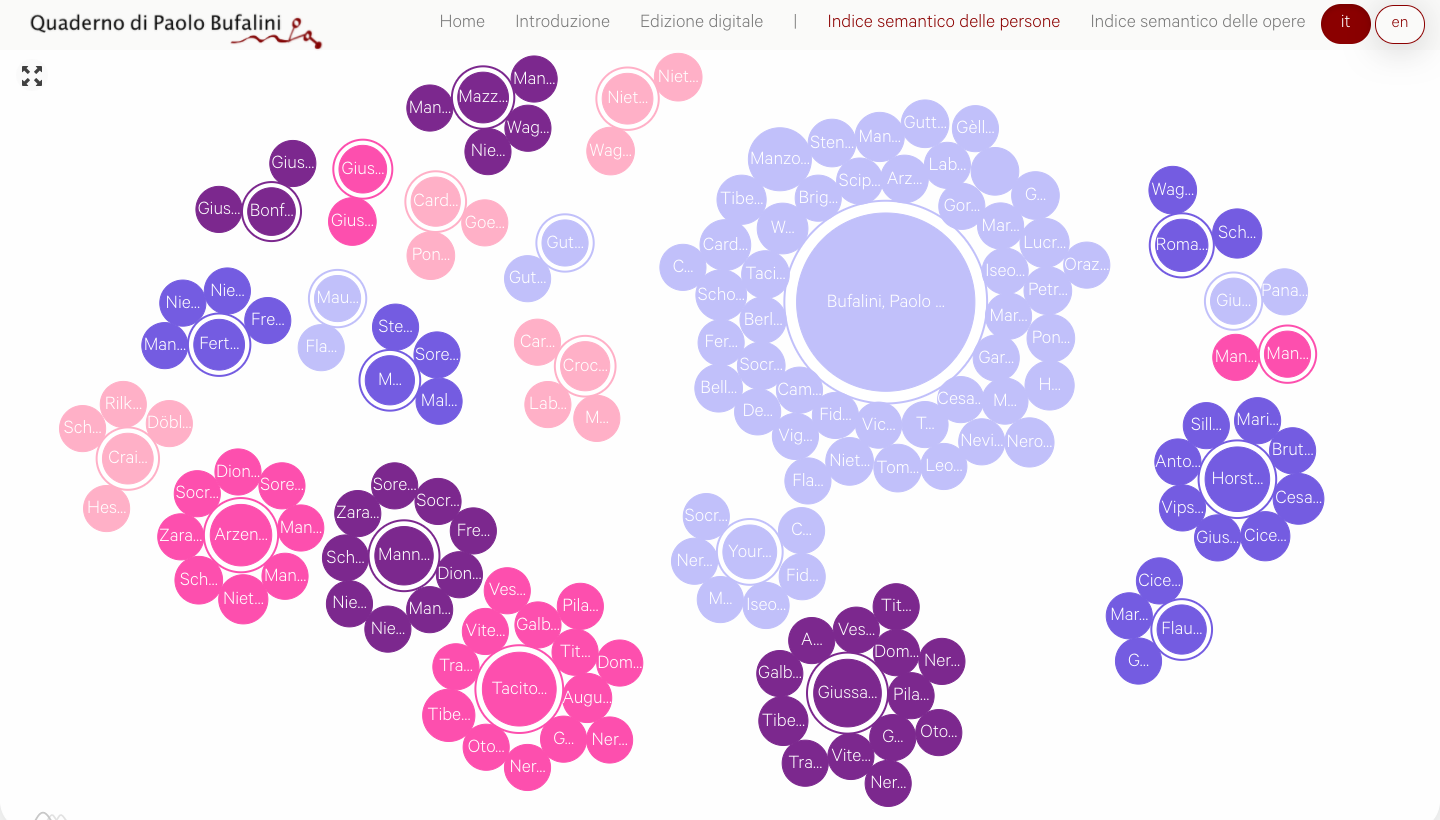 Quaderno di Paolo Bufalini
Home
Introduzione
Edizione digitale
|
Indice semantico delle persone
Indice semantico delle opere
it
en
Man...
Mazz...
Man...
Wag...
Nie...
Niet...
Niet...
Wag...
Gius...
Gius...
Bonf...
Gius...
Gius...
Card...
Goe...
Pon...
Gut...
Gut...
Nie...
Nie...
Fre...
Man...
Fert...
Mau...
Fla...
Ste...
Sore...
M...
Mal...
Car...
Croc...
Lab...
M...
Rilk...
Sch...
Döbl...
Crai...
Hes...
Dion...
Socr...
Sore...
Zara...
Arzen...
Man...
Sch...
Man...
Niet...
Sore...
Zara...
Socr...
Fre...
Sch...
Mann...
Dion...
Nie...
Man...
Nie...
Ves...
Pila...
Vite...
Galb...
Tit...
Tra...
Dom...
Tacito...
Augu...
Tibe...
Oto...
G...
Ner...
Ner...
Manzo...
Sten...
Man...
Gutt...
Gèll...
Tibe...
Brig...
Scip...
Arz...
Lab...
G...
W...
Gor...
Mar...
Lucr...
Card...
C...
Taci...
Iseo...
Oraz...
Scho...
Petr...
Bufalini, Paolo ...
Berl...
Mar...
Fer...
Pon...
Socr...
Gar...
Bell...
Cam...
H...
De...
Fid...
Vic...
T...
Cesa...
M...
Vig...
Nevi...
Nero...
Niet...
Tom...
Leo...
Fla...
Socr...
C...
Your...
Ner...
Fid...
M...
Iseo...
Tit...
Ves...
A...
Dom...
Ner...
Galb...
Giussa...
Pila...
Tibe...
Oto...
G...
Vite...
Tra...
Ner...
Wag...
Sch...
Roma...
Giu...
Pana...
Man...
Man...
Sill...
Mari...
Brut...
Anto...
Horst...
Cesa...
Vips...
Gius...
Cice...
Cice...
Mar...
Flau...
G...